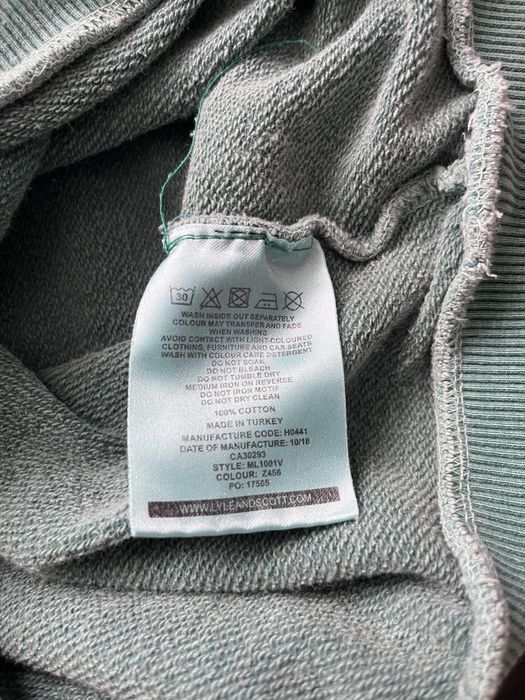 30
WASH INSIDE OUT SEPARATELY
COLOUR MAY TRANSFER AND FADE
WHEN WASHING
AVOID CONTACT WITH LIGHT-COLOURED
CLOTHING, FURNITURE AND CAR SEATS
WASH WITH COLOUR CARE DETERGENT
DO NOT SOAK
DO NOT BLEACH
DO NOT TUMBLE DRY
MEDIUM IRON ON REVERSE
DO NOT IRON MOTIF
DO NOT DRY CLEAN
100% COTTON
MADE IN TURKEY
MANUFACTURE CODE: H0441
DATE OF MANUFACTURE: 10/18
CA30293
STYLE: ML1001V
COLOUR: Z456
PO: 17505
WWW.LYLEANDSCOTT.COM